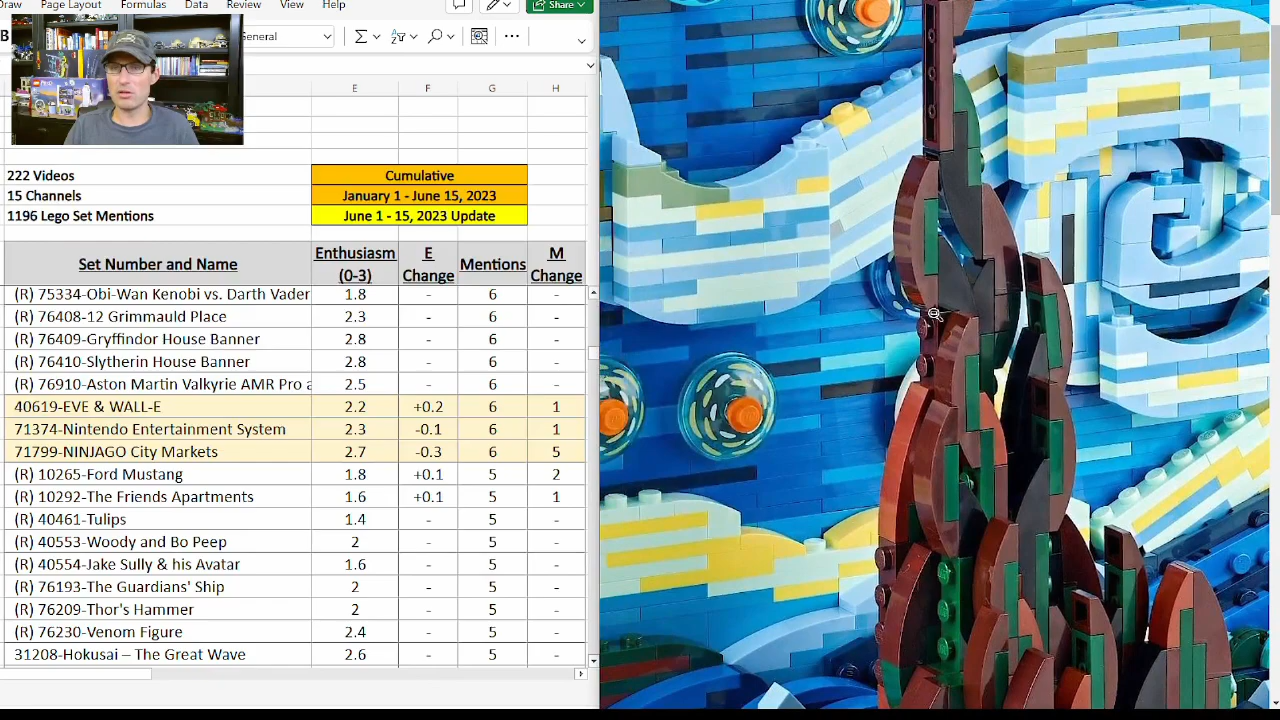 Draw Page Layout Formulas Data Review View Help Share
B General
E F G H
222 Videos Cumulative
15 Channels January 1 - June 15, 2023
1196 Lego Set Mentions June 1 - 15, 2023 Update
Set Number and Name Enthusiasm (0-3) E Change Mentions M Change
(R) 75334-Obi-Wan Kenobi vs. Darth Vader 1.8 - 6 -
(R) 76408-12 Grimmauld Place 2.3 - 6 -
(R) 76409-Gryffindor House Banner 2.8 - 6 -
(R) 76410-Slytherin House Banner 2.8 - 6 -
(R) 76910-Aston Martin Valkyrie AMR Pro a 2.5 - 6 -
40619-EVE & WALL-E 2.2 +0.2 6 1
71374-Nintendo Entertainment System 2.3 -0.1 6 1
71799-NINJAGO City Markets 2.7 -0.3 6 5
(R) 10265-Ford Mustang 1.8 +0.1 5 2
(R) 10292-The Friends Apartments 1.6 +0.1 5 1
(R) 40461-Tulips 1.4 - 5 -
(R) 40553-Woody and Bo Peep 2 - 5 -
(R) 40554-Jake Sully & his Avatar 1.6 - 5 -
(R) 76193-The Guardians' Ship 2 - 5 -
(R) 76209-Thor's Hammer 2 - 5 -
(R) 76230-Venom Figure 2.4 - 5 -
31208-Hokusai – The Great Wave 2.6 - 5 -